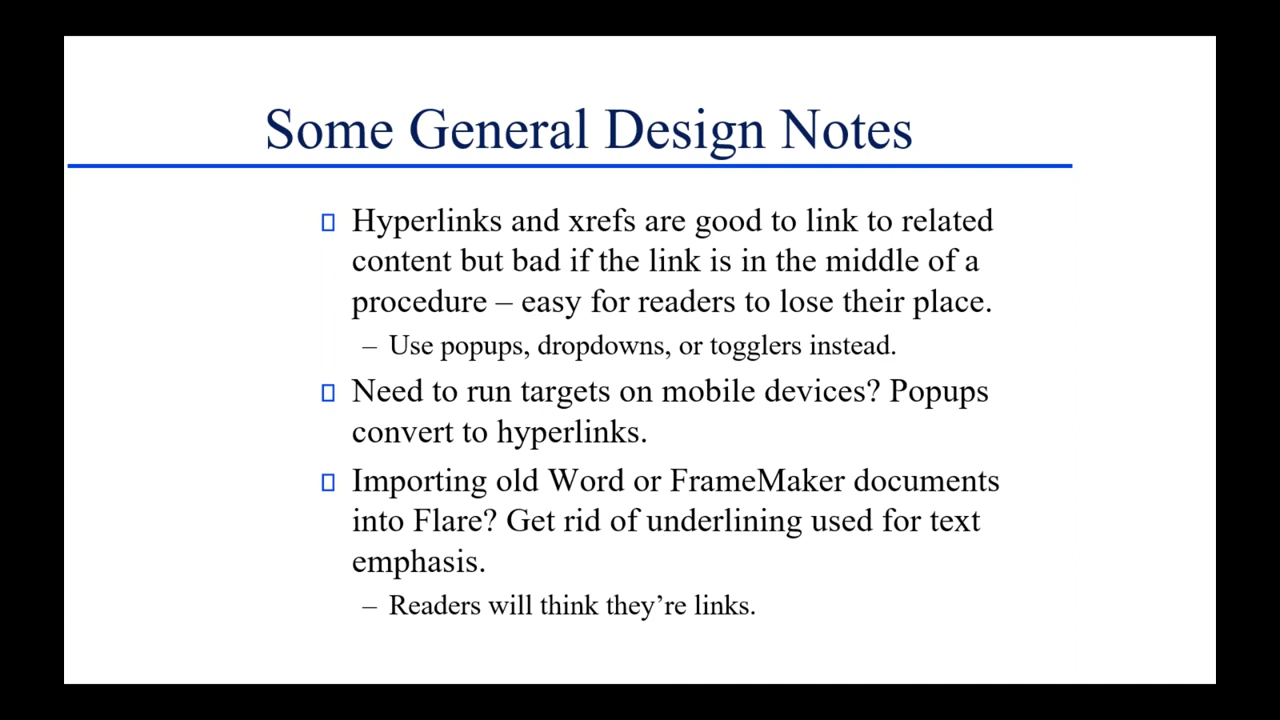 Some General Design Notes
Hyperlinks and xrefs are good to link to related
content but bad if the link is in the middle of a
procedure – easy for readers to lose their place.
– Use popups, dropdowns, or togglers instead.
Need to run targets on mobile devices? Popups
convert to hyperlinks.
Importing old Word or FrameMaker documents
into Flare? Get rid of underlining used for text
emphasis.
– Readers will think they’re links.